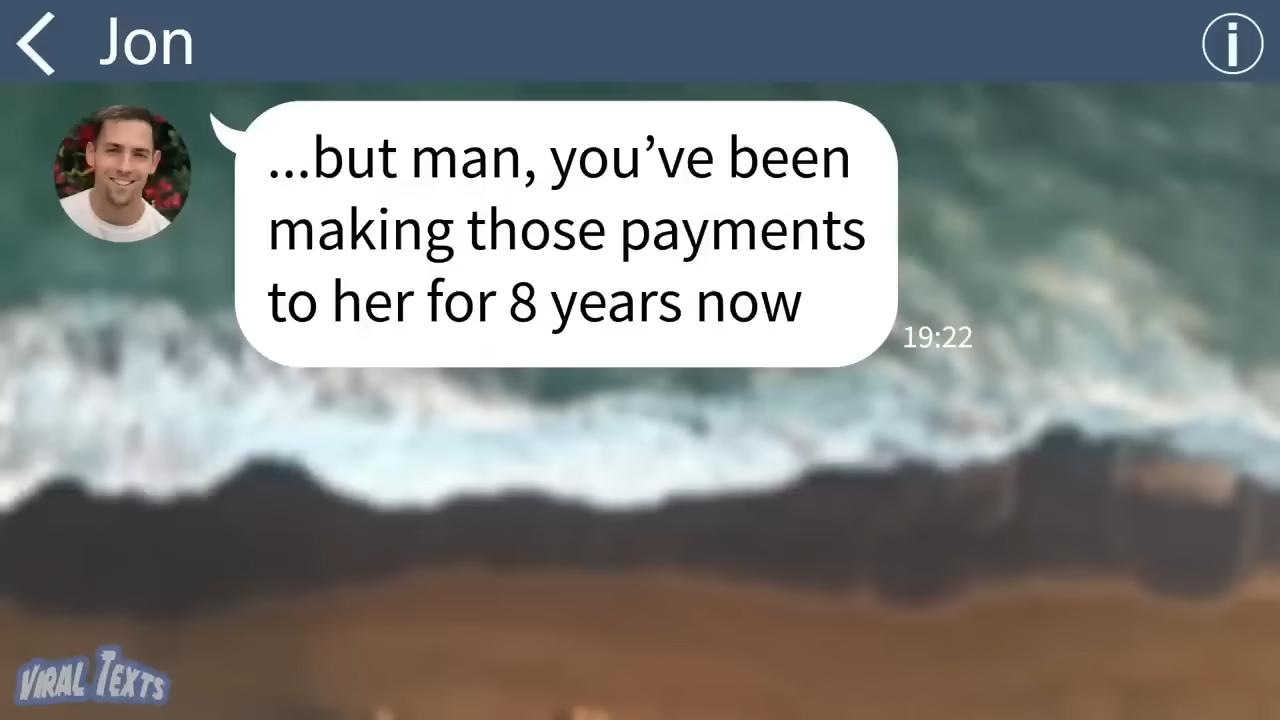 Jon
i
...but man, you’ve been
making those payments
to her for 8 years now
19:22
VIRAL TEXTS